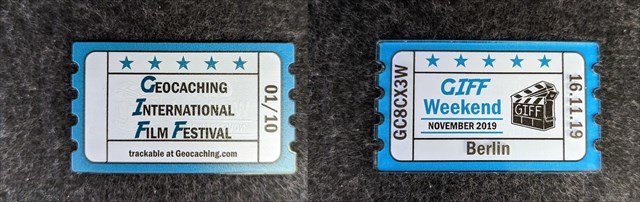 GEOCACHING
INTERNATIONAL
FILM FESTIVAL
trackable at Geocaching.com
01/10
GC8CX3W
GIFF
Weekend
NOVEMBER 2019
GIFF
Berlin
16.11.19